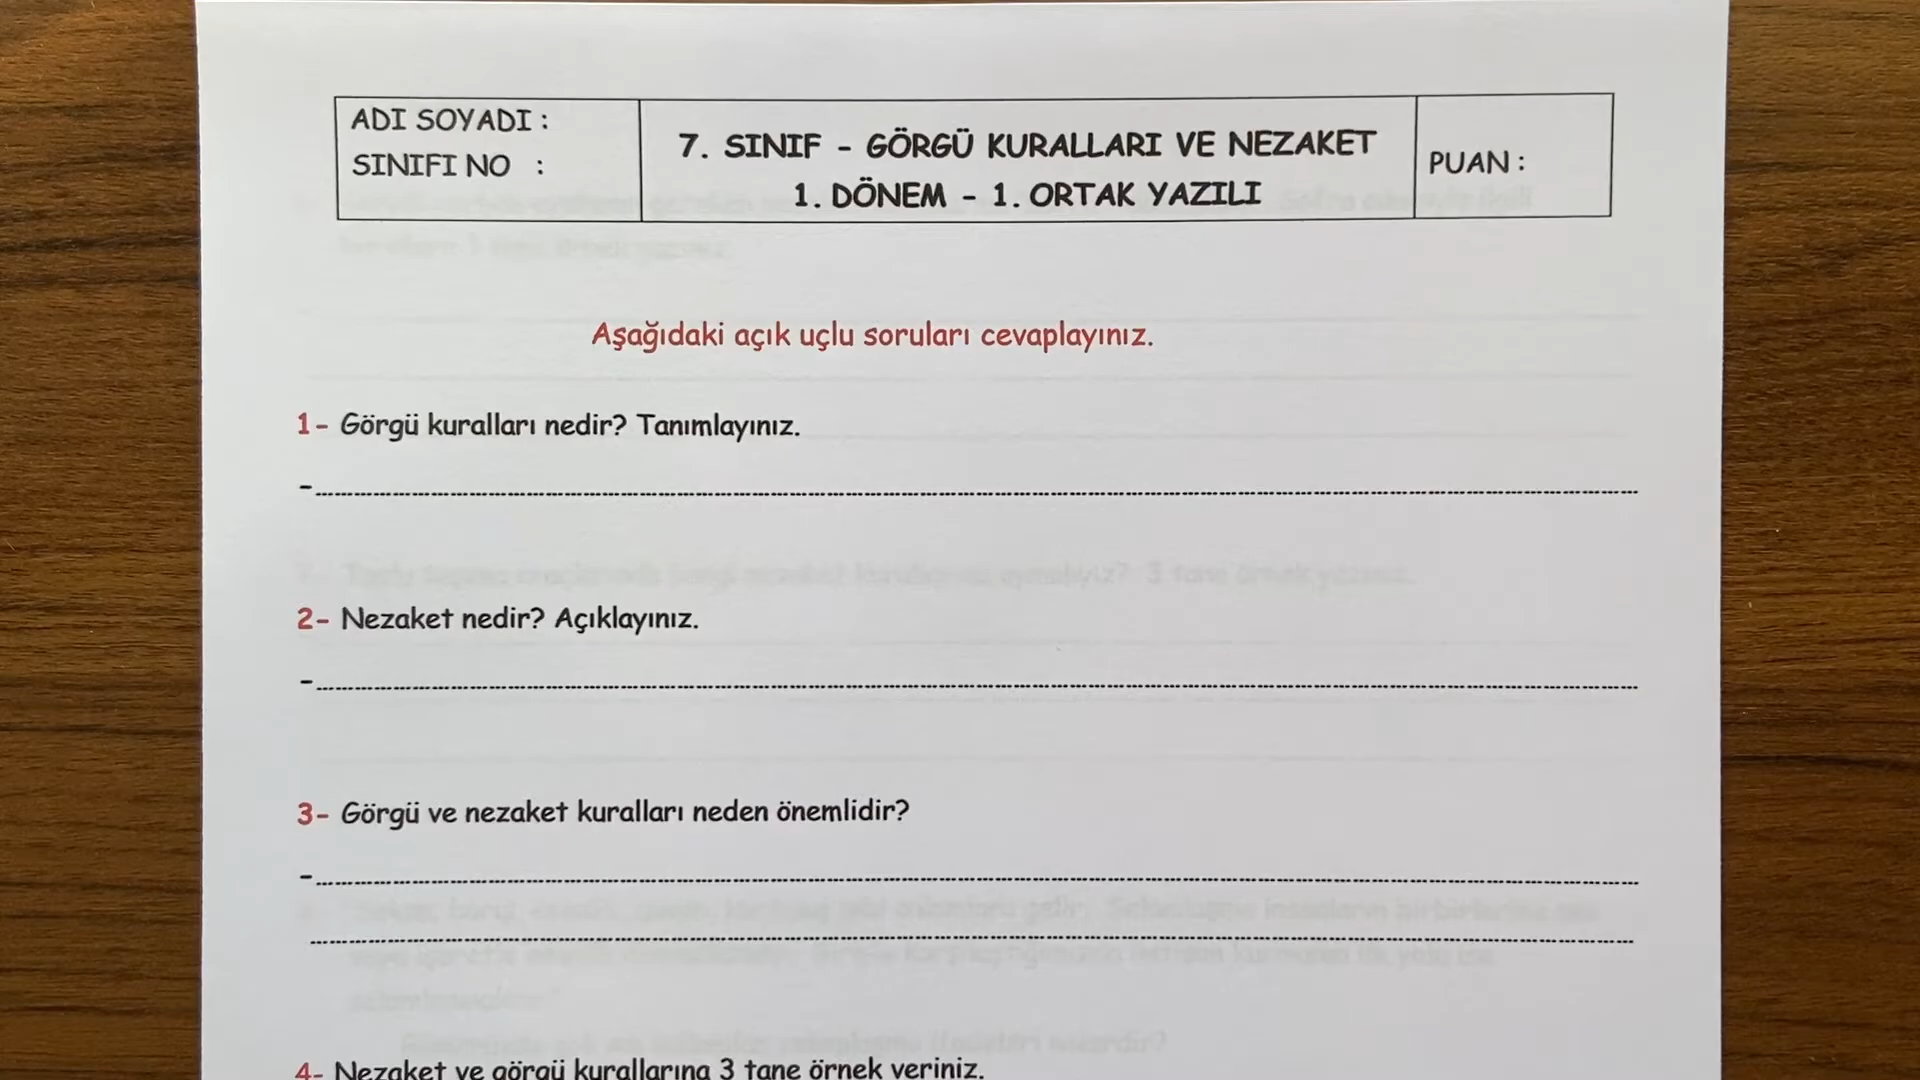 ADI SOYADI :
SINIFI NO :
7. SINIF - GÖRGÜ KURALLARI VE NEZAKET
1. DÖNEM - 1. ORTAK YAZILI
PUAN :
Aşağıdaki açık uçlu soruları cevaplayınız.
1- Görgü kuralları nedir? Tanımlayınız.
2- Nezaket nedir? Açıklayınız.
3- Görgü ve nezaket kuralları neden önemlidir?
4- Nezaket ve görgü kurallarına 3 tane örnek veriniz.